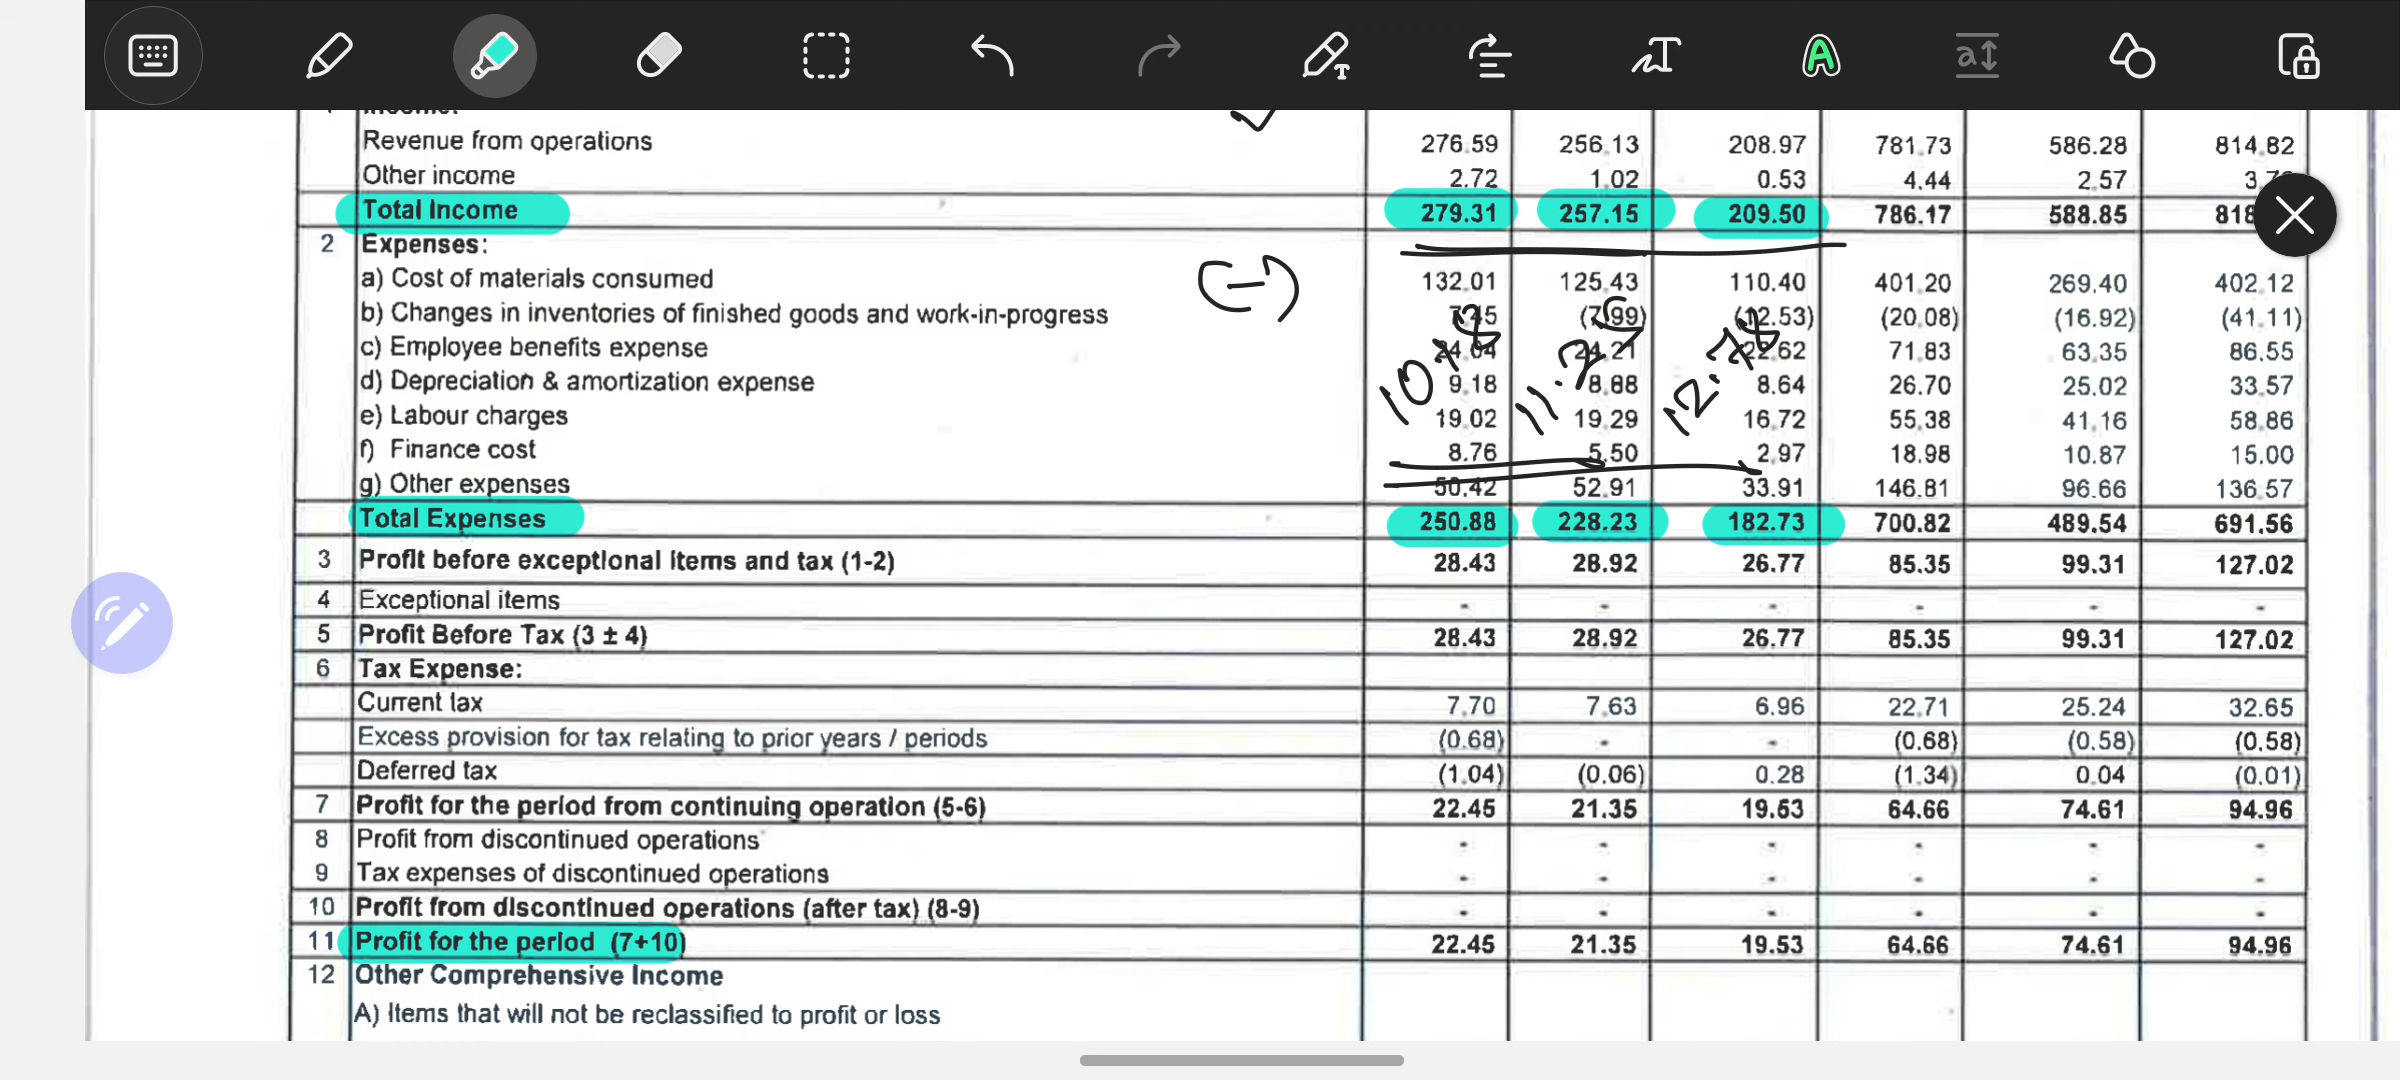 Income:
Revenue from operations 276.59 256.13 208.97 781.73 586.28 814.82
Other income 2.72 1.02 0.53 4.44 2.57
Total Income 279.31 257.15 209.50 786.17 588.85 818
2 Expenses:
a) Cost of materials consumed 132.01 125.43 110.40 401.20 269.40 402.12
b) Changes in inventories of finished goods and work-in-progress (7.99) (12.53) (20.08) (16.92) (41.11)
c) Employee benefits expense 24.04 24.21 22.62 71.83 63.35 86.55
d) Depreciation & amortization expense 9.18 8.88 8.64 26.70 25.02 33.57
e) Labour charges 19.02 19.29 16.72 55.38 41.16 58.86
f) Finance cost 8.76 5.50 2.97 18.98 10.87 15.00
g) Other expenses 50.42 52.91 33.91 146.81 96.66 136.57
Total Expenses 250.88 228.23 182.73 700.82 489.54 691.56
3 Profit before exceptional items and tax (1-2) 28.43 28.92 26.77 85.35 99.31 127.02
4 Exceptional items - - - - - -
5 Profit Before Tax (3 ± 4) 28.43 28.92 26.77 85.35 99.31 127.02
6 Tax Expense:
Current tax 7.70 7.63 6.96 22.71 25.24 32.65
Excess provision for tax relating to prior years / periods (0.68) - - (0.68) (0.58) (0.58)
Deferred tax (1.04) (0.06) 0.28 (1.34) 0.04 (0.01)
7 Profit for the period from continuing operation (5-6) 22.45 21.35 19.53 64.66 74.61 94.96
8 Profit from discontinued operations - - - - - -
9 Tax expenses of discontinued operations - - - - - -
10 Profit from discontinued operations (after tax) (8-9) - - - - - -
11 Profit for the period (7+10) 22.45 21.35 19.53 64.66 74.61 94.96
12 Other Comprehensive Income
A) Items that will not be reclassified to profit or loss
(-)